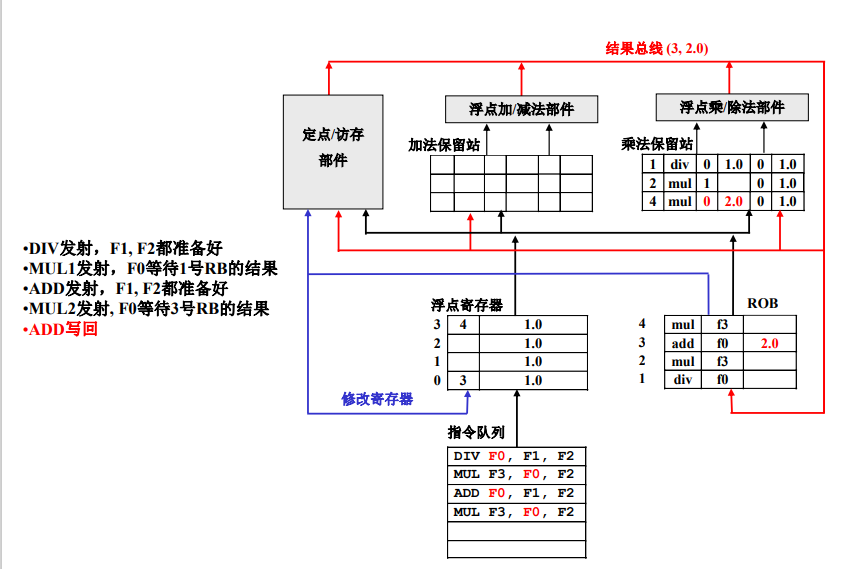 结果总线 (3, 2.0)
定点/访存
部件
浮点加/减法部件
浮点乘/除法部件
加法保留站
乘法保留站
1 div 0 1.0 0 1.0
2 mul 1 0 1.0
4 mul 0 2.0 0 1.0
•DIV发射，F1, F2都准备好
•MUL1发射，F0等待1号RB的结果
•ADD发射，F1, F2都准备好
•MUL2发射, F0等待3号RB的结果
•ADD写回
浮点寄存器
3 4 1.0
2 1.0
1 1.0
0 3 1.0
ROB
4 mul f3
3 add f0 2.0
2 mul f3
1 div f0
修改寄存器
指令队列
DIV F0, F1, F2
MUL F3, F0, F2
ADD F0, F1, F2
MUL F3, F0, F2